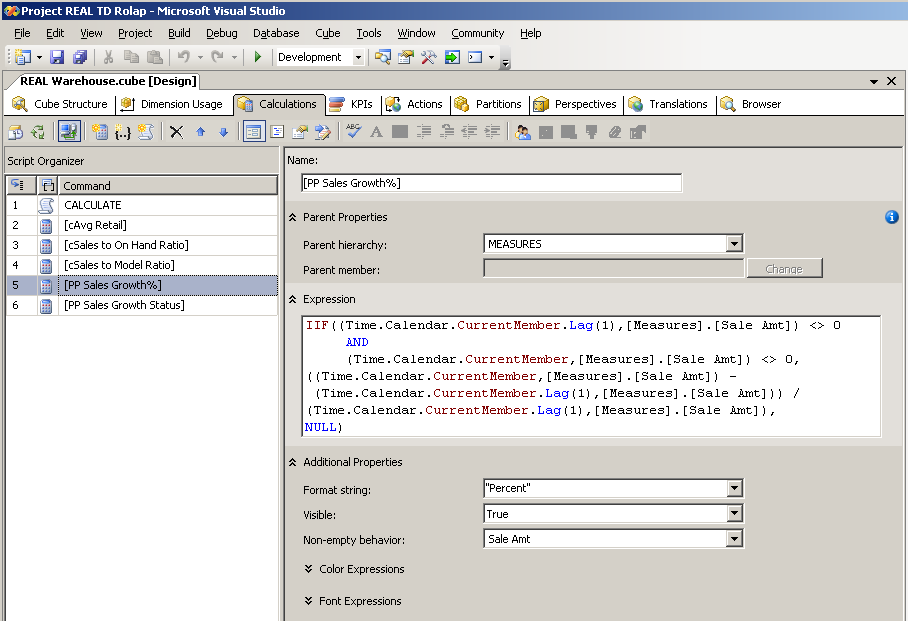 Project REAL TD Rolap - Microsoft Visual Studio
File Edit View Project Build Debug Database Cube Tools Window Community Help
Development
REAL Warehouse.cube [Design]
Cube Structure Dimension Usage Calculations KPIs Actions Partitions Perspectives Translations Browser
Script Organizer
Command
1 CALCULATE
2 [cAvg Retail]
3 [cSales to On Hand Ratio]
4 [cSales to Model Ratio]
5 [PP Sales Growth%]
6 [PP Sales Growth Status]
Name:
[PP Sales Growth%]
Parent Properties
Parent hierarchy: MEASURES
Parent member: Change
Expression
IIF((Time.Calendar.CurrentMember.Lag(1),[Measures].[Sale Amt]) <> 0
AND
(Time.Calendar.CurrentMember,[Measures].[Sale Amt]) <> 0,
((Time.Calendar.CurrentMember,[Measures].[Sale Amt]) -
(Time.Calendar.CurrentMember.Lag(1),[Measures].[Sale Amt])) /
(Time.Calendar.CurrentMember.Lag(1),[Measures].[Sale Amt]),
NULL)
Additional Properties
Format string: "Percent"
Visible: True
Non-empty behavior: Sale Amt
Color Expressions
Font Expressions